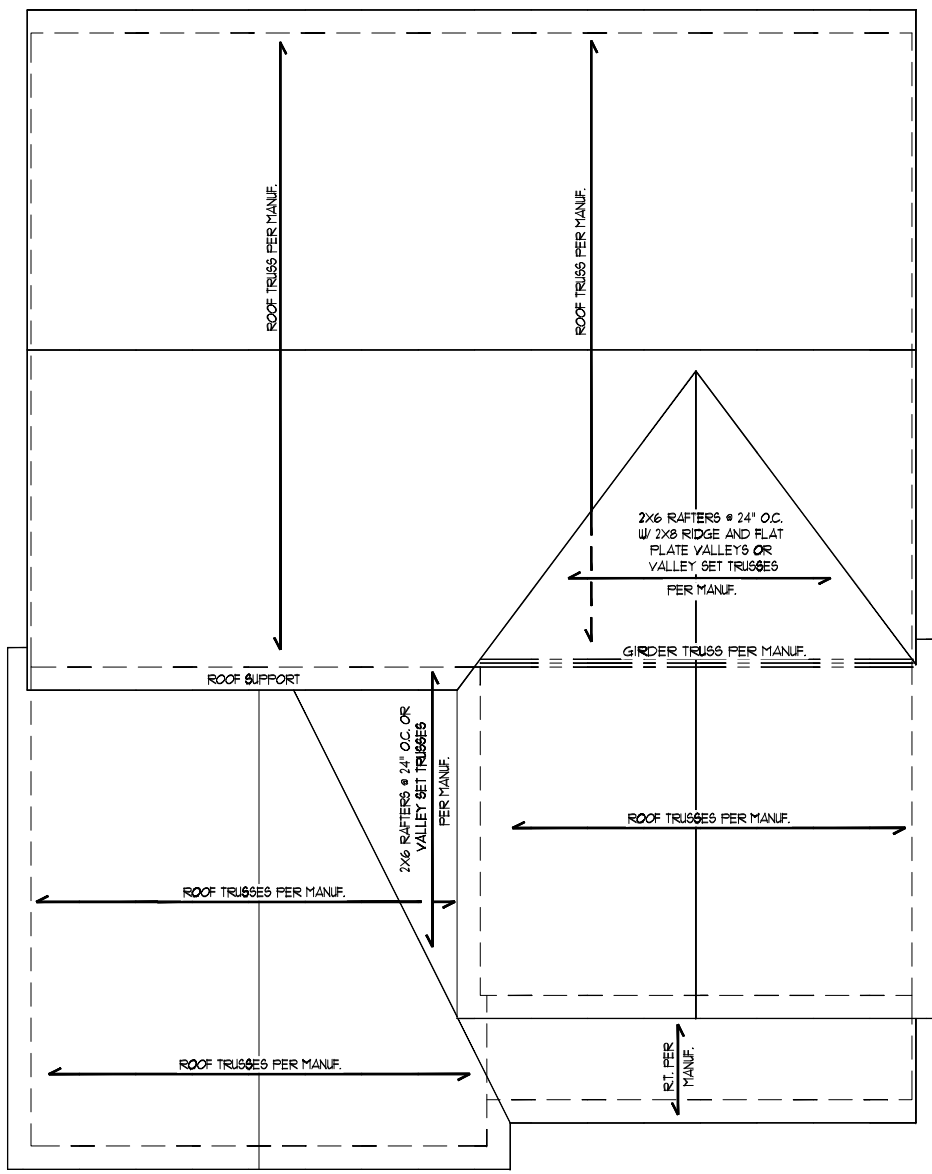 ROOF TRUSS PER MANUF.
ROOF TRUSS PER MANUF.
2X6 RAFTERS @ 24" O.C.
W/ 2X8 RIDGE AND FLAT
PLATE VALLEYS OR
VALLEY SET TRUSSES
PER MANUF.
GIRDER TRUSS PER MANUF.
ROOF SUPPORT
2X6 RAFTERS @ 24" O.C. OR
VALLEY SET TRUSSES
PER MANUF.
ROOF TRUSSES PER MANUF.
ROOF TRUSSES PER MANUF.
ROOF TRUSSES PER MANUF.
R.T. PER
MANUF.